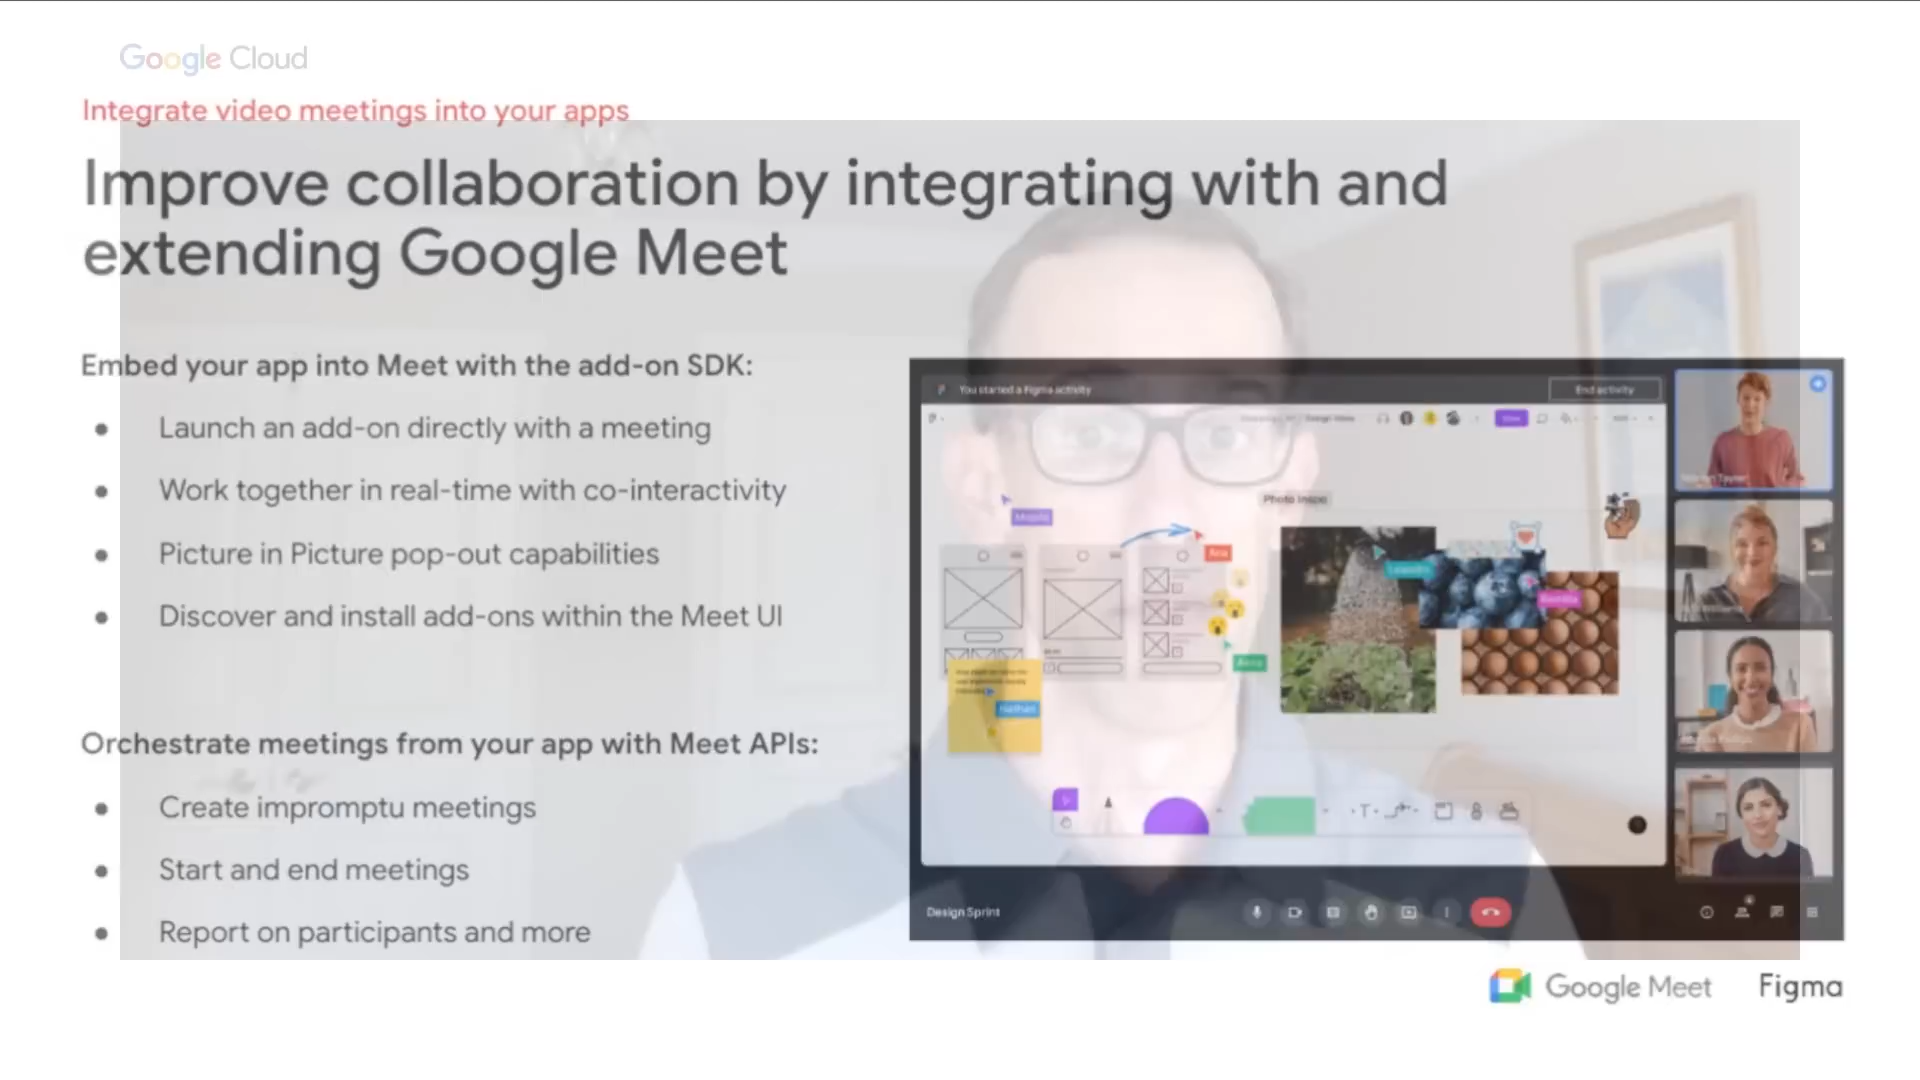 Google Cloud
Integrate video meetings into your apps
Improve collaboration by integrating with and
extending Google Meet
Embed your app into Meet with the add-on SDK:
Launch an add-on directly with a meeting
Work together in real-time with co-interactivity
Picture in Picture pop-out capabilities
Discover and install add-ons within the Meet UI
Orchestrate meetings from your app with Meet APIs:
Create impromptu meetings
Start and end meetings
Report on participants and more
You started a Figma activity
End activity
Photo Inspo
Nathan
Design Sprint
Google Meet
Figma